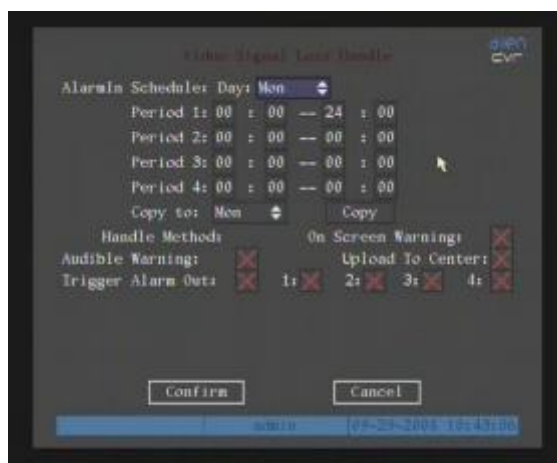 Video Signal Loss Handle
AlarmIn Schedule: Day: Mon
Period 1: 00 : 00 -- 24 : 00
Period 2: 00 : 00 -- 00 : 00
Period 3: 00 : 00 -- 00 : 00
Period 4: 00 : 00 -- 00 : 00
Copy to: Mon Copy
Handle Method: On Screen Warning:
Audible Warning: Upload To Center:
Trigger Alarm Out: 1: 2: 3: 4:
Confirm Cancel
admin